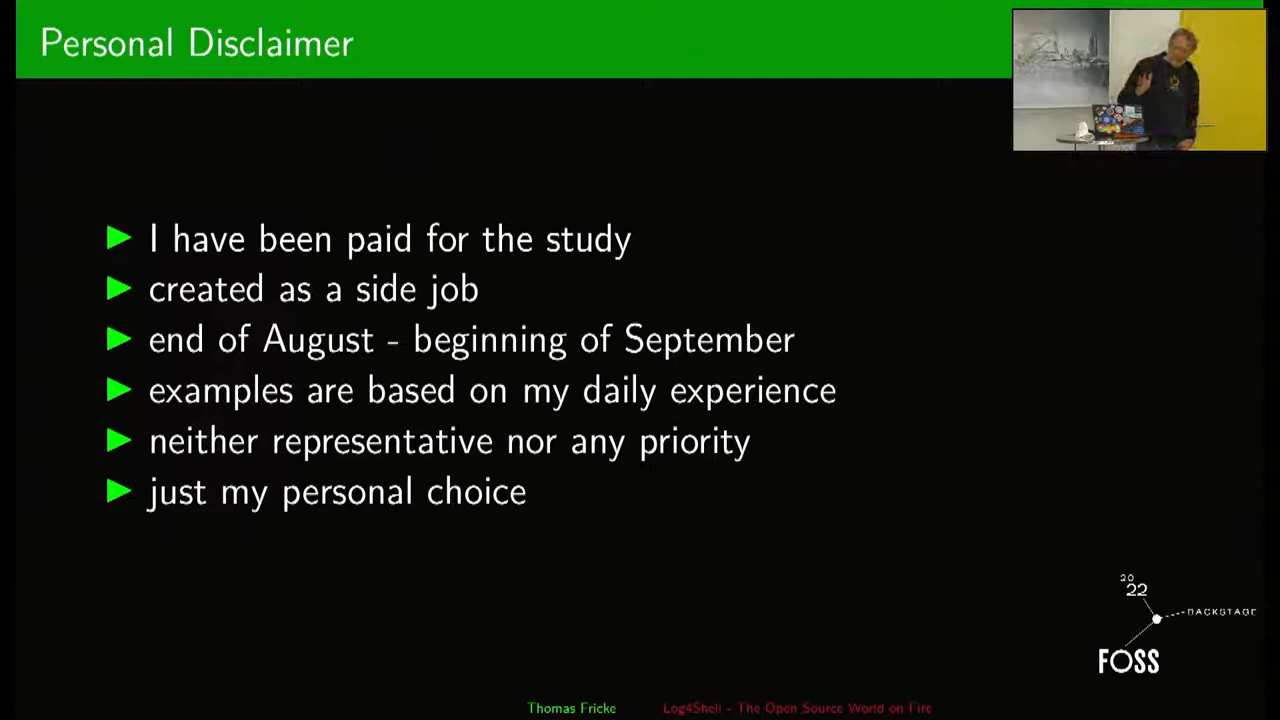 Personal Disclaimer
I have been paid for the study
created as a side job
end of August - beginning of September
examples are based on my daily experience
neither representative nor any priority
just my personal choice
20
22
BACKSTAGE
FOSS
Thomas Fricke
Log4Shell - The Open Source World on Fire